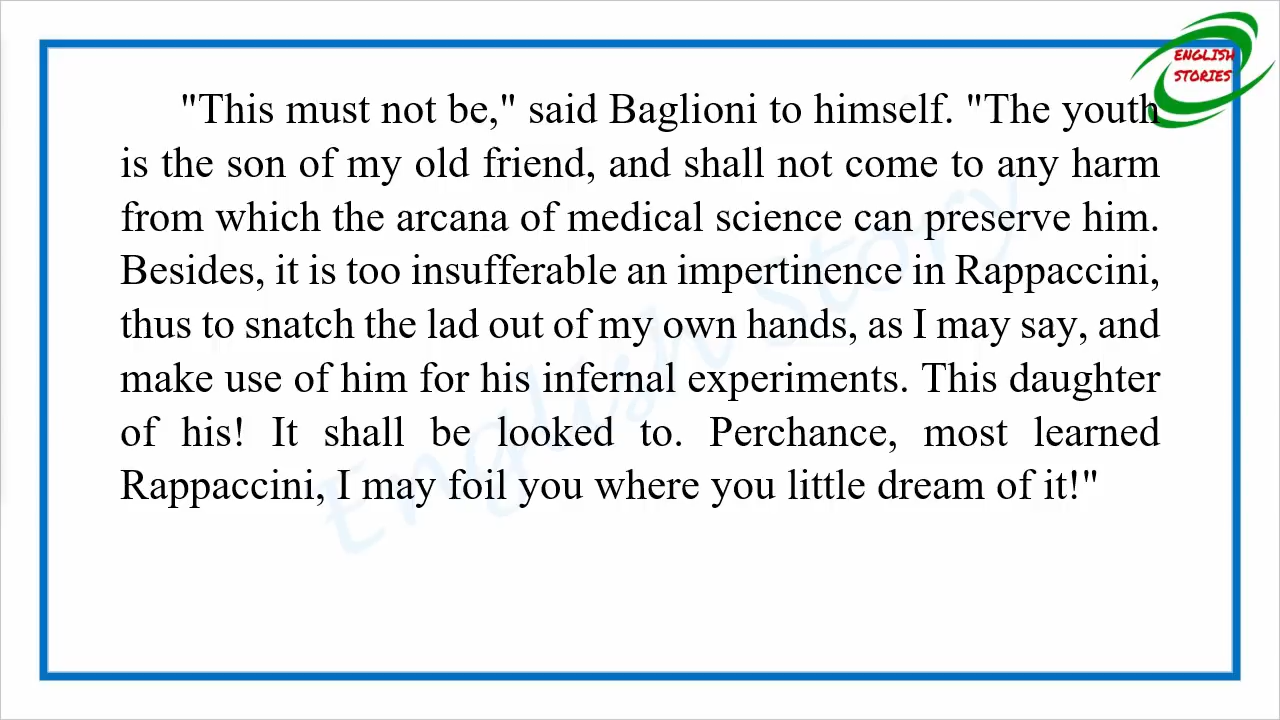 ENGLISH
STORIES
"This must not be," said Baglioni to himself. "The youth
is the son of my old friend, and shall not come to any harm
from which the arcana of medical science can preserve him.
Besides, it is too insufferable an impertinence in Rappaccini,
thus to snatch the lad out of my own hands, as I may say, and
make use of him for his infernal experiments. This daughter
of his! It shall be looked to. Perchance, most learned
Rappaccini, I may foil you where you little dream of it!"
English Story